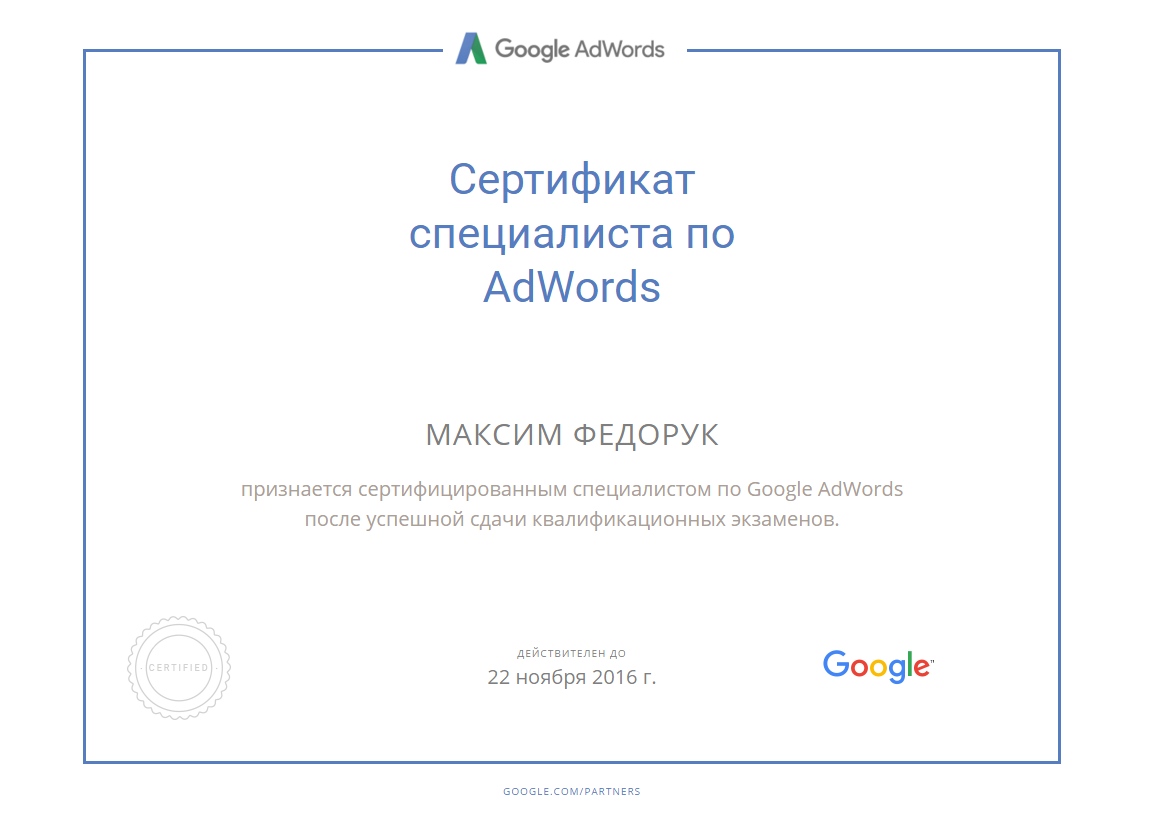 Google AdWords
Сертификат
специалиста по
AdWords
МАКСИМ ФЕДОРУК
признается сертифицированным специалистом по Google AdWords
после успешной сдачи квалификационных экзаменов.
· CERTIFIED ·
ДЕЙСТВИТЕЛЕН ДО
22 ноября 2016 г.
Google™
GOOGLE.COM/PARTNERS